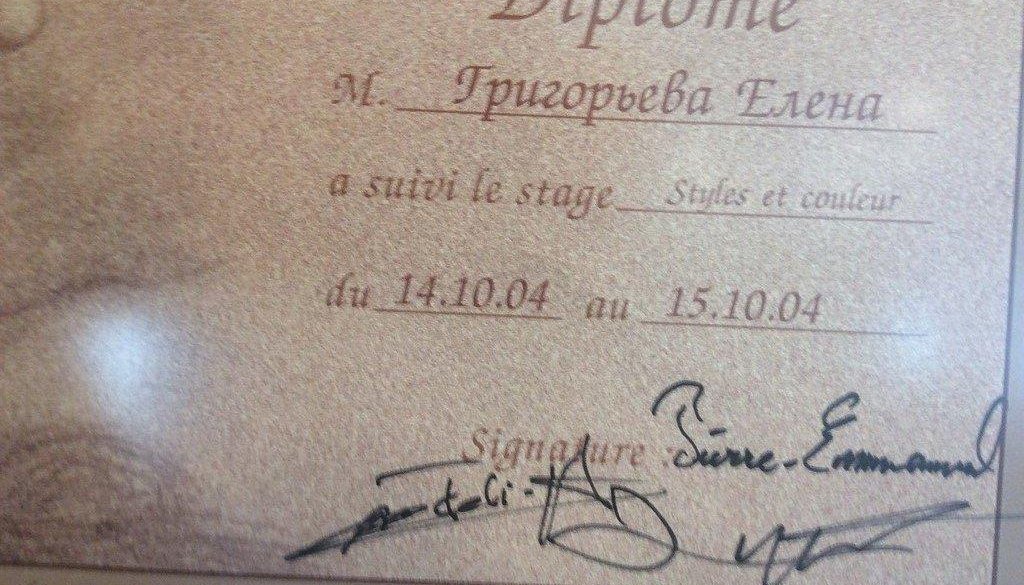 Diplôme
M. Григорьева Елена
a suivi le stage Styles et couleur
du 14.10.04 au 15.10.04
Signature : Pierre-Emmanuel